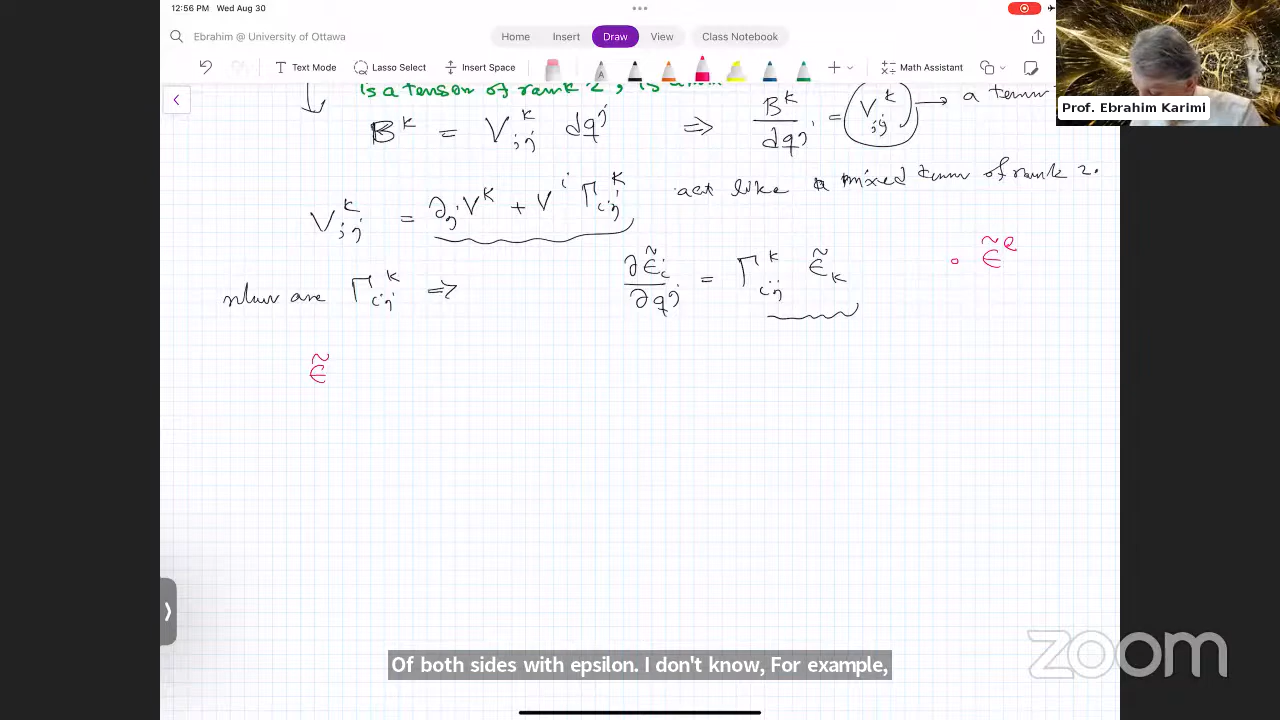 12:56 PM Wed Aug 30
Ebrahim @ University of Ottawa Home Insert Draw View Class Notebook
Text Mode Lasso Select Insert Space Math Assistant
Prof. Ebrahim Karimi
is a tensor of rank 2,
B^k = V^k_{;j} dq^j ⇒ B^k / dq^j = V^k_{;j} → a tensor
V^k_{;j} = ∂_j V^k + V^i Γ^k_{ij} act like a mixed tensor of rank 2.
are Γ^k_{ij} ⇒ ∂ε̃_i / ∂q^j = Γ^k_{ij} ε̃_k • ε̃^l
ε̃
Of both sides with epsilon. I don't know, For example,
zoom